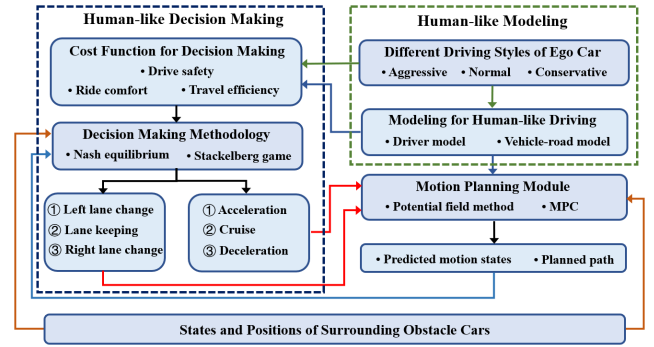 Human-like Decision Making
Cost Function for Decision Making
• Drive safety
• Ride comfort • Travel efficiency
Decision Making Methodology
• Nash equilibrium • Stackelberg game
① Left lane change
② Lane keeping
③ Right lane change
① Acceleration
② Cruise
③ Deceleration
Human-like Modeling
Different Driving Styles of Ego Car
• Aggressive • Normal • Conservative
Modeling for Human-like Driving
• Driver model • Vehicle-road model
Motion Planning Module
• Potential field method • MPC
• Predicted motion states • Planned path
States and Positions of Surrounding Obstacle Cars